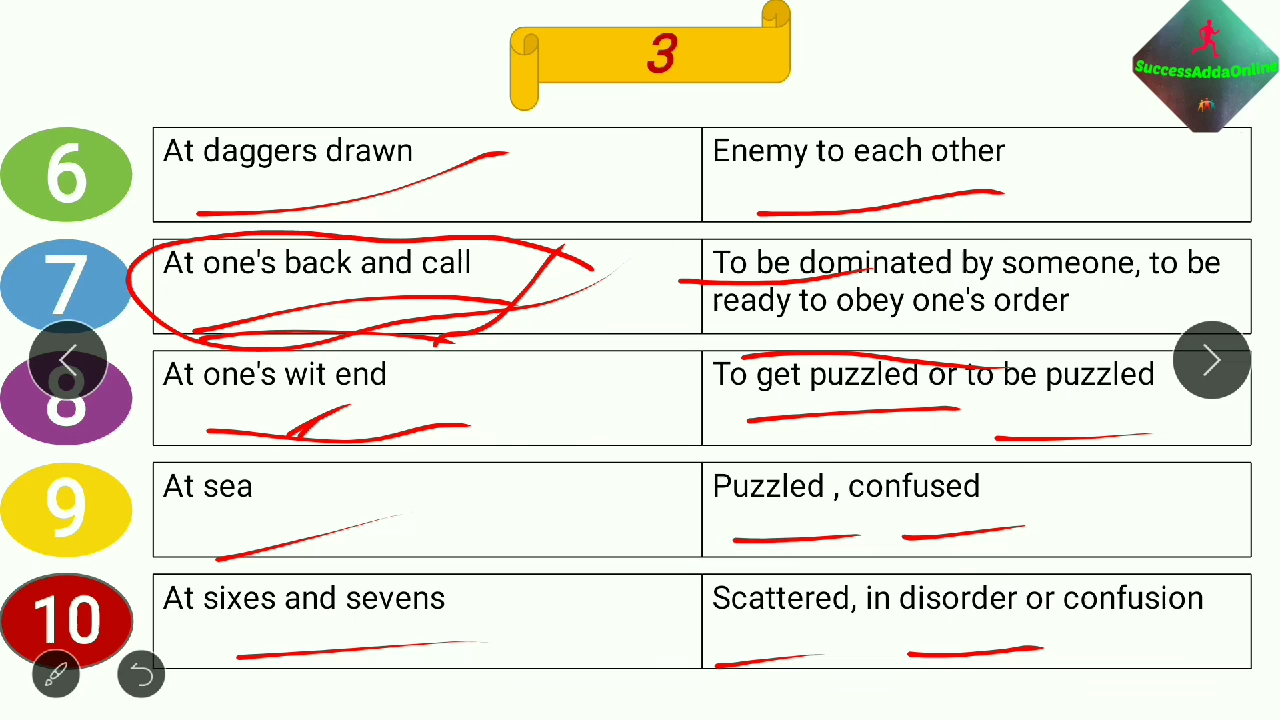 3
SuccessAddaOnline
6
At daggers drawn
Enemy to each other
7
At one's back and call
To be dominated by someone, to be
ready to obey one's order
8
At one's wit end
To get puzzled or to be puzzled
9
At sea
Puzzled , confused
10
At sixes and sevens
Scattered, in disorder or confusion